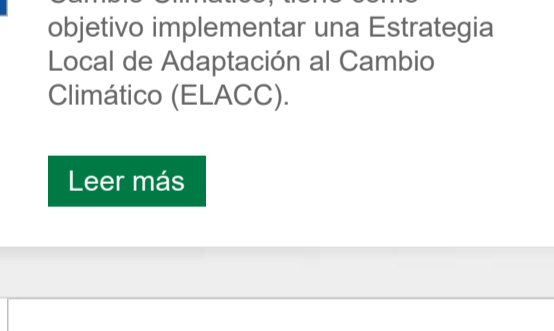 objetivo implementar una Estrategia
Local de Adaptación al Cambio
Climático (ELACC).
Leer más